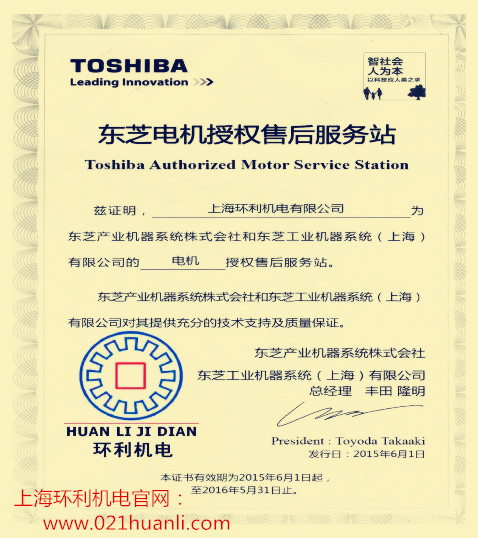 TOSHIBA
Leading Innovation >>>
智社会
人为本
以科技应人类之求
东芝电机授权售后服务站
Toshiba Authorized Motor Service Station
兹证明，上海环利机电有限公司为
东芝产业机器系统株式会社和东芝工业机器系统（上海）
有限公司的 电机 授权售后服务站。
东芝产业机器系统株式会社和东芝工业机器系统（上海）
有限公司对其提供充分的技术支持及质量保证。
东芝产业机器系统株式会社
东芝工业机器系统（上海）有限公司
总经理 丰田 隆明
President : Toyoda Takaaki
发行日：2015年6月1日
HUAN LI JI DIAN
环利机电
本证书有效期为2015年6月1日起，
至2016年5月31日止。
上海环利机电官网：
www.021huanli.com